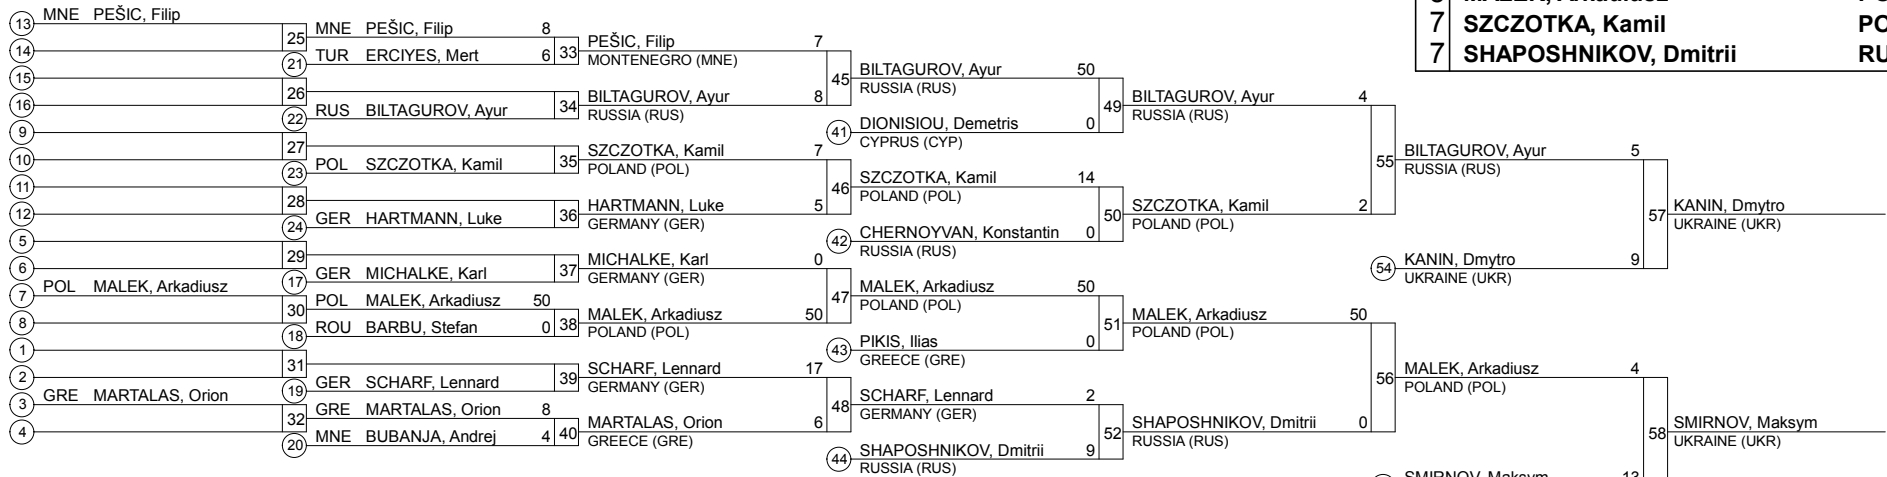 MALEK, Arkadiusz
7 SZCZOTKA, Kamil PO
7 SHAPOSHNIKOV, Dmitrii RU
13 MNE PEŠIC, Filip
14
15
16
9
10
11
12
5
6
7 POL MALEK, Arkadiusz
8
1
2
3 GRE MARTALAS, Orion
4
25 MNE PEŠIC, Filip 8
21 TUR ERCIYES, Mert 6
26
22 RUS BILTAGUROV, Ayur
27
23 POL SZCZOTKA, Kamil
28
24 GER HARTMANN, Luke
29
17 GER MICHALKE, Karl
30 POL MALEK, Arkadiusz 50
18 ROU BARBU, Stefan 0
31
19 GER SCHARF, Lennard
32 GRE MARTALAS, Orion 8
20 MNE BUBANJA, Andrej 4
33 PEŠIC, Filip 7
MONTENEGRO (MNE)
34 BILTAGUROV, Ayur 8
RUSSIA (RUS)
35 SZCZOTKA, Kamil 7
POLAND (POL)
36 HARTMANN, Luke 5
GERMANY (GER)
37 MICHALKE, Karl 0
GERMANY (GER)
38 MALEK, Arkadiusz 50
POLAND (POL)
39 SCHARF, Lennard 17
GERMANY (GER)
40 MARTALAS, Orion 6
GREECE (GRE)
45 BILTAGUROV, Ayur 50
RUSSIA (RUS)
41 DIONISIOU, Demetris 0
CYPRUS (CYP)
46 SZCZOTKA, Kamil 14
POLAND (POL)
42 CHERNOYVAN, Konstantin 0
RUSSIA (RUS)
47 MALEK, Arkadiusz 50
POLAND (POL)
43 PIKIS, Ilias 0
GREECE (GRE)
48 SCHARF, Lennard 2
GERMANY (GER)
44 SHAPOSHNIKOV, Dmitrii 9
RUSSIA (RUS)
49 BILTAGUROV, Ayur 4
RUSSIA (RUS)
50 SZCZOTKA, Kamil 2
POLAND (POL)
51 MALEK, Arkadiusz 50
POLAND (POL)
52 SHAPOSHNIKOV, Dmitrii 0
RUSSIA (RUS)
55 BILTAGUROV, Ayur 5
RUSSIA (RUS)
54 KANIN, Dmytro 9
UKRAINE (UKR)
56 MALEK, Arkadiusz 4
POLAND (POL)
SMIRNOV, Maksym 13
57 KANIN, Dmytro
UKRAINE (UKR)
58 SMIRNOV, Maksym
UKRAINE (UKR)